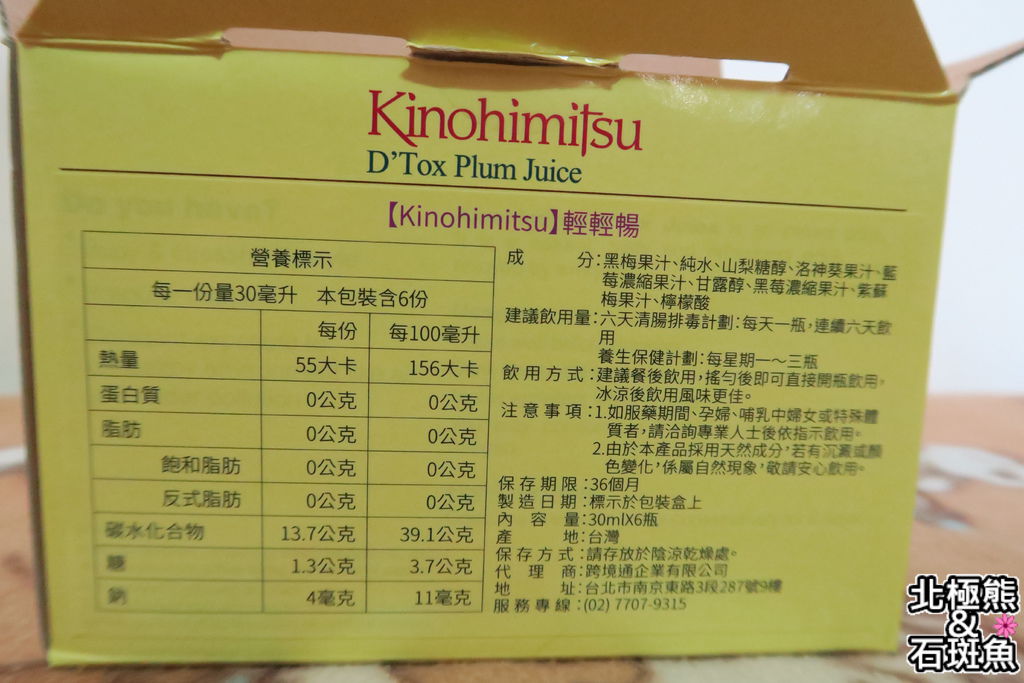 Kinohimitsu
D'Tox Plum Juice
【Kinohimitsu】輕輕暢
營養標示
每一份量30毫升 本包裝含6份
每份 每100毫升
熱量 55大卡 156大卡
蛋白質 0公克 0公克
脂肪 0公克 0公克
飽和脂肪 0公克 0公克
反式脂肪 0公克 0公克
碳水化合物 13.7公克 39.1公克
糖 1.3公克 3.7公克
鈉 4毫克 11毫克
成分:黑梅果汁、純水、山梨糖醇、洛神葵果汁、藍
莓濃縮果汁、甘露醇、黑莓濃縮果汁、紫蘇
梅果汁、檸檬酸
建議飲用量:六天清腸排毒計劃:每天一瓶,連續六天飲
用
養生保健計劃:每星期一~三瓶
飲用方式:建議餐後飲用,搖勻後即可直接開瓶飲用,
冰涼後飲用風味更佳。
注意事項:1.如服藥期間、孕婦、哺乳中婦女或特殊體
質者,請洽詢專業人士後依指示飲用。
2.由於本產品採用天然成分,若有沉澱或顏
色變化,係屬自然現象,敬請安心飲用。
保存期限:36個月
製造日期:標示於包裝盒上
內容量:30mlX6瓶
產地:台灣
保存方式:請存放於陰涼乾燥處。
代理商:跨境通企業有限公司
地址:台北市南京東路3段287號9樓
服務專線:(02) 7707-9315
北極熊
&
石斑魚